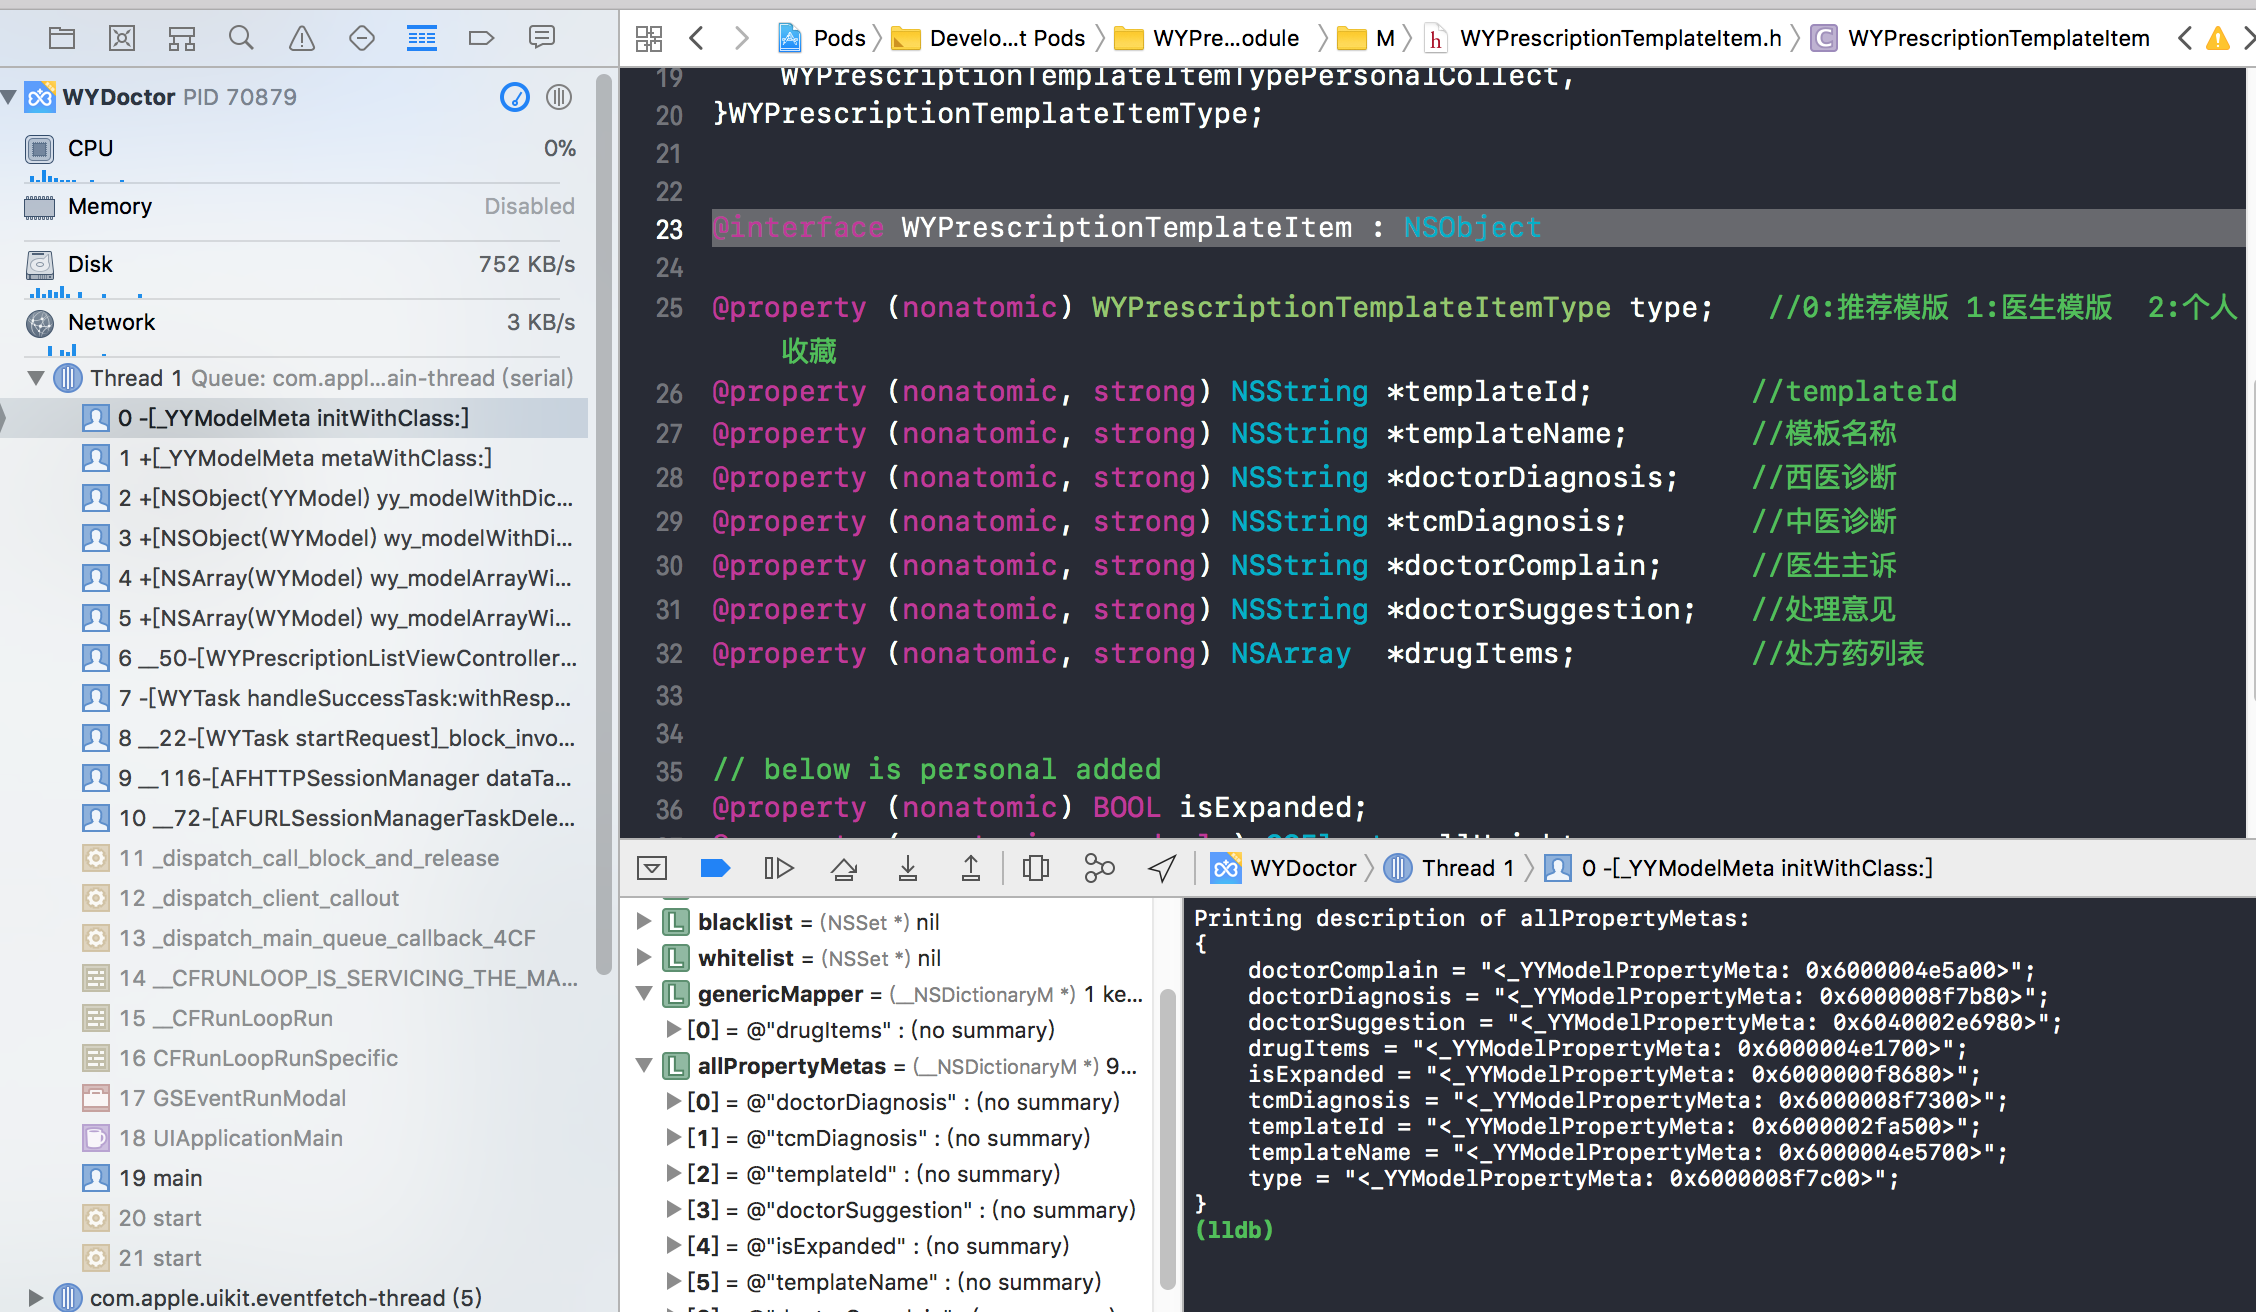 WYDoctor PID 70879
CPU 0%
Memory Disabled
Disk 752 KB/s
Network 3 KB/s
Thread 1 Queue: com.appl...ain-thread (serial)
0 -[_YYModelMeta initWithClass:]
1 +[_YYModelMeta metaWithClass:]
2 +[NSObject(YYModel) yy_modelWithDic...
3 +[NSObject(WYModel) wy_modelWithDi...
4 +[NSArray(WYModel) wy_modelArrayWi...
5 +[NSArray(WYModel) wy_modelArrayWi...
6 __50-[WYPrescriptionListViewController...
7 -[WYTask handleSuccessTask:withResp...
8 __22-[WYTask startRequest]_block_invo...
9 __116-[AFHTTPSessionManager dataTa...
10 __72-[AFURLSessionManagerTaskDele...
11 _dispatch_call_block_and_release
12 _dispatch_client_callout
13 _dispatch_main_queue_callback_4CF
14 __CFRUNLOOP_IS_SERVICING_THE_MA...
15 __CFRunLoopRun
16 CFRunLoopRunSpecific
17 GSEventRunModal
18 UIApplicationMain
19 main
20 start
21 start
com.apple.uikit.eventfetch-thread (5)
Pods Develo...t Pods WYPre...odule M h WYPrescriptionTemplateItem.h C WYPrescriptionTemplateItem
19 WYPrescriptionTemplateItemTypePersonalCollect,
20 }WYPrescriptionTemplateItemType;
21
22
23 @interface WYPrescriptionTemplateItem : NSObject
24
25 @property (nonatomic) WYPrescriptionTemplateItemType type; //0:推荐模版 1:医生模版 2:个人
收藏
26 @property (nonatomic, strong) NSString *templateId; //templateId
27 @property (nonatomic, strong) NSString *templateName; //模板名称
28 @property (nonatomic, strong) NSString *doctorDiagnosis; //西医诊断
29 @property (nonatomic, strong) NSString *tcmDiagnosis; //中医诊断
30 @property (nonatomic, strong) NSString *doctorComplain; //医生主诉
31 @property (nonatomic, strong) NSString *doctorSuggestion; //处理意见
32 @property (nonatomic, strong) NSArray *drugItems; //处方药列表
33
34
35 // below is personal added
36 @property (nonatomic) BOOL isExpanded;
WYDoctor Thread 1 0 -[_YYModelMeta initWithClass:]
L blacklist = (NSSet *) nil
L whitelist = (NSSet *) nil
L genericMapper = (__NSDictionaryM *) 1 ke...
[0] = @"drugItems" : (no summary)
L allPropertyMetas = (__NSDictionaryM *) 9...
[0] = @"doctorDiagnosis" : (no summary)
[1] = @"tcmDiagnosis" : (no summary)
[2] = @"templateId" : (no summary)
[3] = @"doctorSuggestion" : (no summary)
[4] = @"isExpanded" : (no summary)
[5] = @"templateName" : (no summary)
Printing description of allPropertyMetas:
{
doctorComplain = "<_YYModelPropertyMeta: 0x6000004e5a00>";
doctorDiagnosis = "<_YYModelPropertyMeta: 0x6000008f7b80>";
doctorSuggestion = "<_YYModelPropertyMeta: 0x6040002e6980>";
drugItems = "<_YYModelPropertyMeta: 0x6000004e1700>";
isExpanded = "<_YYModelPropertyMeta: 0x6000000f8680>";
tcmDiagnosis = "<_YYModelPropertyMeta: 0x6000008f7300>";
templateId = "<_YYModelPropertyMeta: 0x6000002fa500>";
templateName = "<_YYModelPropertyMeta: 0x6000004e5700>";
type = "<_YYModelPropertyMeta: 0x6000008f7c00>";
}
(lldb)